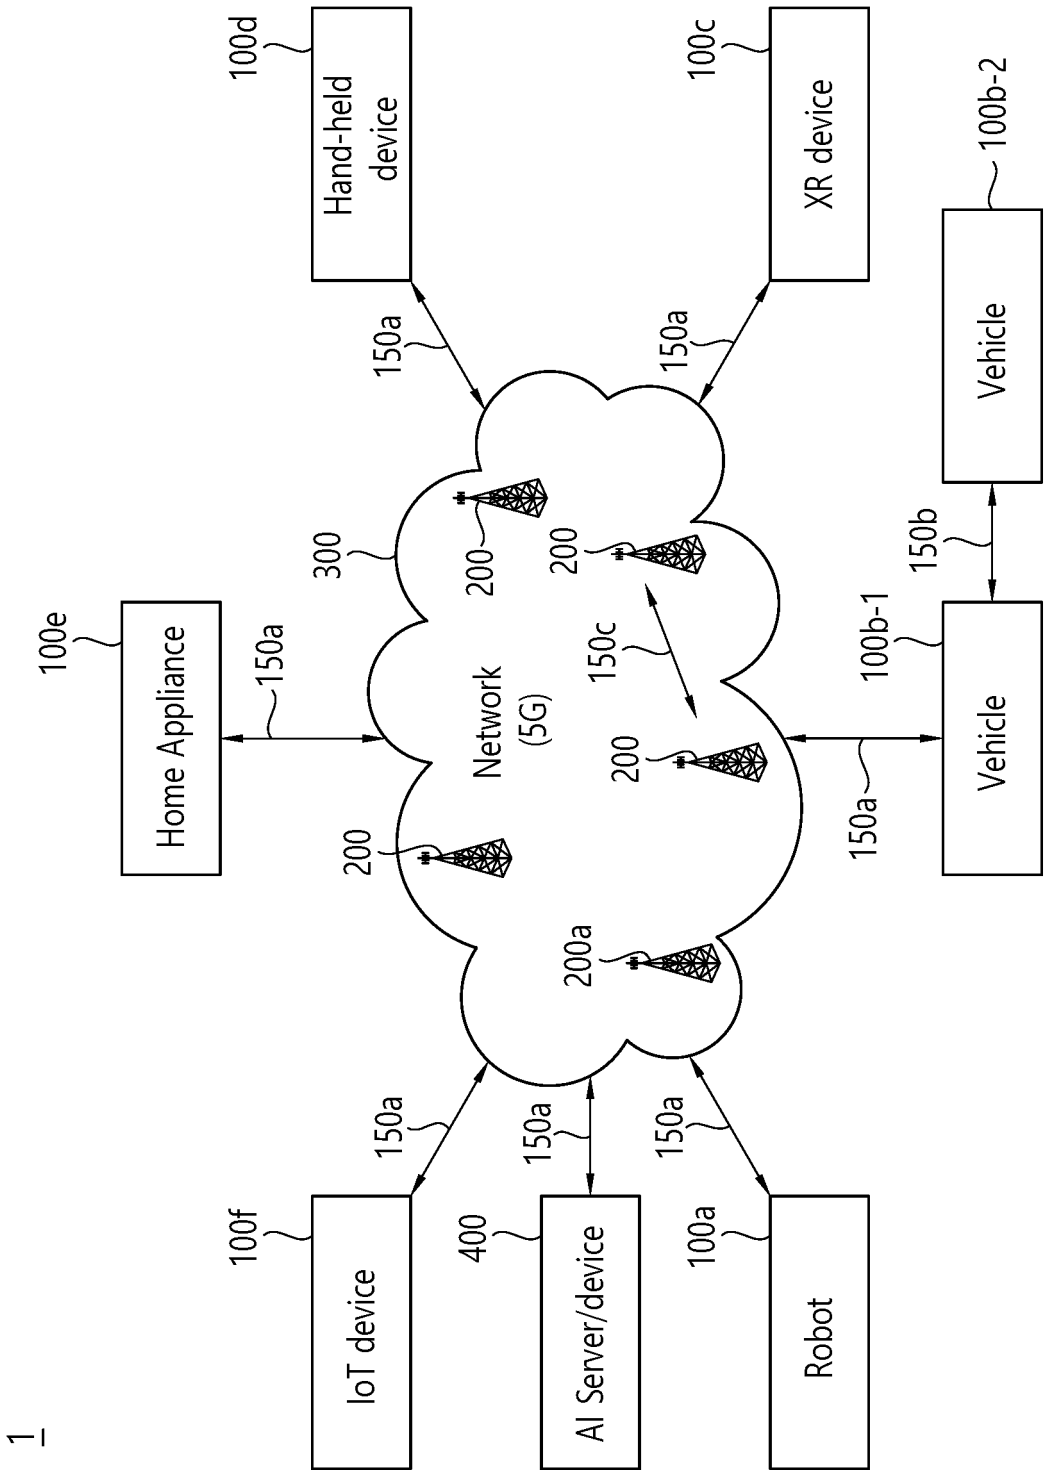 1
100e
Home Appliance
150a
100f
IoT device
150a
300
100d
Hand-held
device
150a
Network
(5G)
200
200
400
AI Server/device
150a
200a
200
150c
200
100a
Robot
150a
100c
XR device
150a
150a
100b-1
Vehicle
150b
100b-2
Vehicle